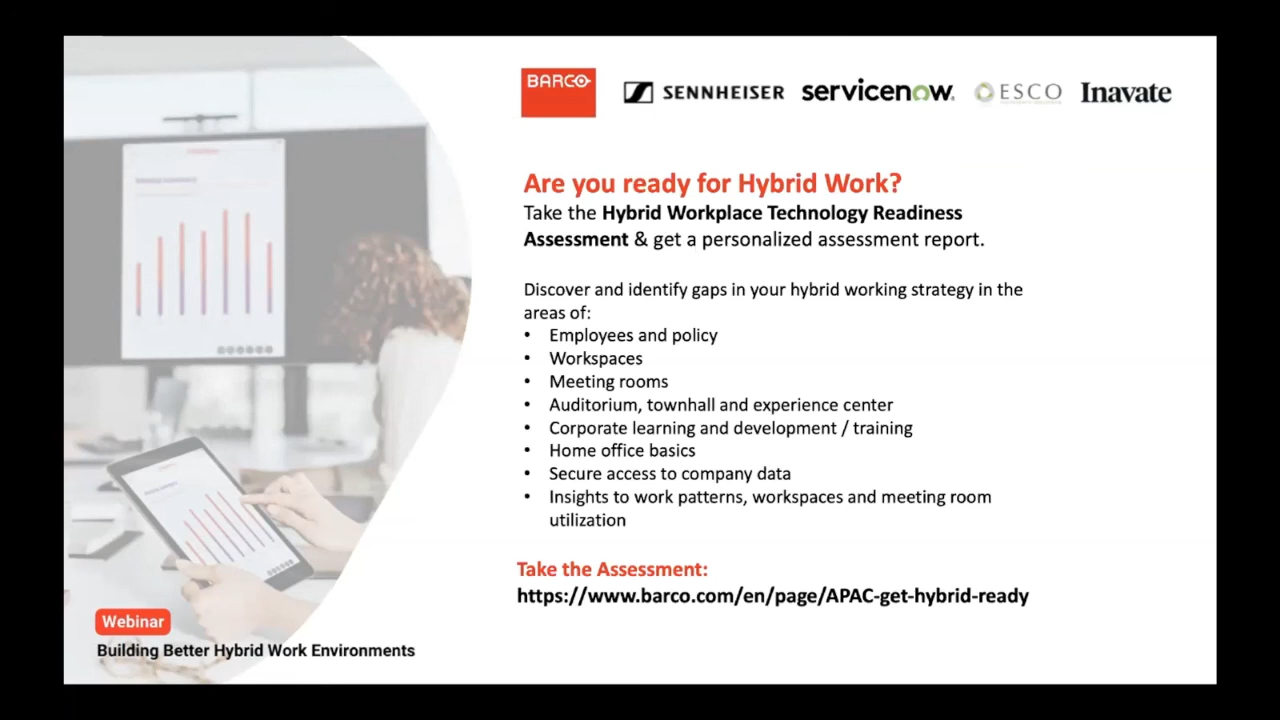 BARCO
SENNHEISER
servicenow.
ESCO
Inavate
Are you ready for Hybrid Work?
Take the Hybrid Workplace Technology Readiness
Assessment & get a personalized assessment report.
Discover and identify gaps in your hybrid working strategy in the
areas of:
• Employees and policy
• Workspaces
• Meeting rooms
• Auditorium, townhall and experience center
• Corporate learning and development / training
• Home office basics
• Secure access to company data
• Insights to work patterns, workspaces and meeting room
utilization
Take the Assessment:
https://www.barco.com/en/page/APAC-get-hybrid-ready
Webinar
Building Better Hybrid Work Environments